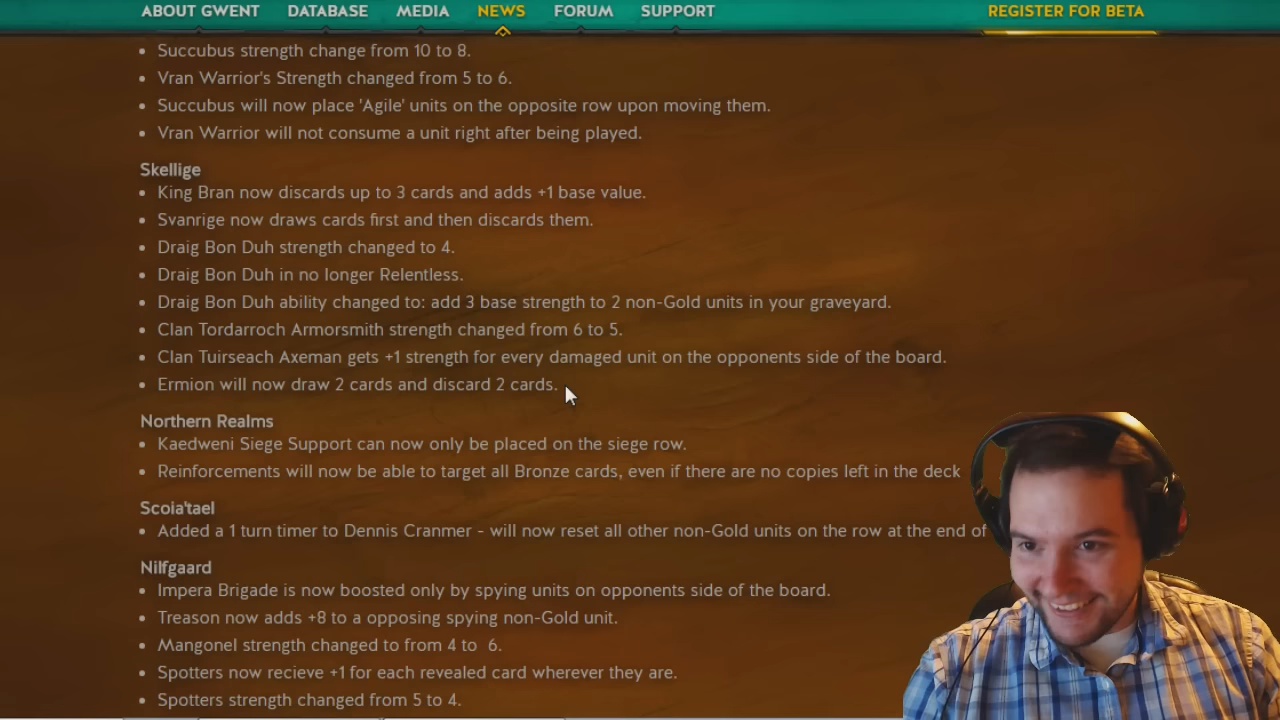 ABOUT GWENT DATABASE MEDIA NEWS FORUM SUPPORT REGISTER FOR BETA
• Succubus strength change from 10 to 8.
• Vran Warrior's Strength changed from 5 to 6.
• Succubus will now place 'Agile' units on the opposite row upon moving them.
• Vran Warrior will not consume a unit right after being played.
Skellige
• King Bran now discards up to 3 cards and adds +1 base value.
• Svanrige now draws cards first and then discards them.
• Draig Bon Duh strength changed to 4.
• Draig Bon Duh in no longer Relentless.
• Draig Bon Duh ability changed to: add 3 base strength to 2 non-Gold units in your graveyard.
• Clan Tordarroch Armorsmith strength changed from 6 to 5.
• Clan Tuirseach Axeman gets +1 strength for every damaged unit on the opponents side of the board.
• Ermion will now draw 2 cards and discard 2 cards.
Northern Realms
• Kaedweni Siege Support can now only be placed on the siege row.
• Reinforcements will now be able to target all Bronze cards, even if there are no copies left in the deck
Scoia'tael
• Added a 1 turn timer to Dennis Cranmer - will now reset all other non-Gold units on the row at the end of
Nilfgaard
• Impera Brigade is now boosted only by spying units on opponents side of the board.
• Treason now adds +8 to a opposing spying non-Gold unit.
• Mangonel strength changed to from 4 to 6.
• Spotters now recieve +1 for each revealed card wherever they are.
• Spotters strength changed from 5 to 4.